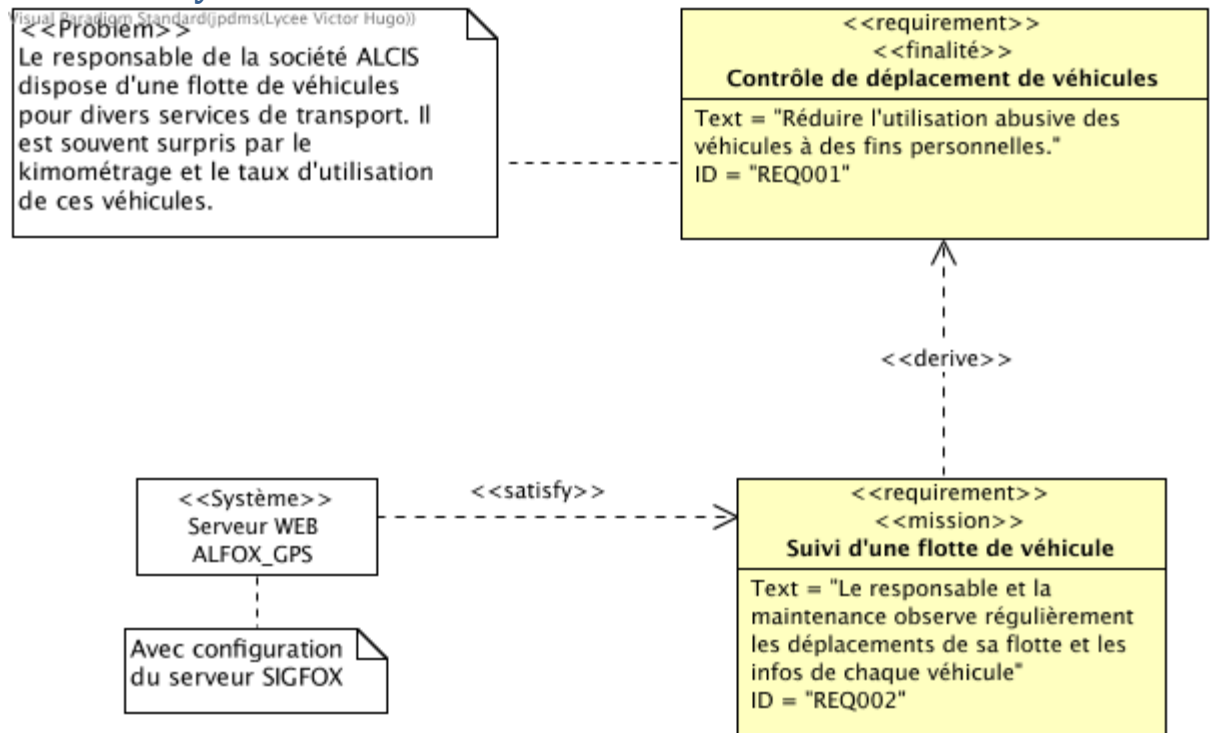 Visual Paradigm Standard(jpdms(Lycee Victor Hugo))
<<Problem>>
Le responsable de la société ALCIS
dispose d'une flotte de véhicules
pour divers services de transport. Il
est souvent surpris par le
kimométrage et le taux d'utilisation
de ces véhicules.
<<requirement>>
<<finalité>>
Contrôle de déplacement de véhicules
Text = "Réduire l'utilisation abusive des
véhicules à des fins personnelles."
ID = "REQ001"
<<derive>>
<<Système>>
Serveur WEB
ALFOX_GPS
<<satisfy>>
<<requirement>>
<<mission>>
Suivi d'une flotte de véhicule
Text = "Le responsable et la
maintenance observe régulièrement
les déplacements de sa flotte et les
infos de chaque véhicule"
ID = "REQ002"
Avec configuration
du serveur SIGFOX